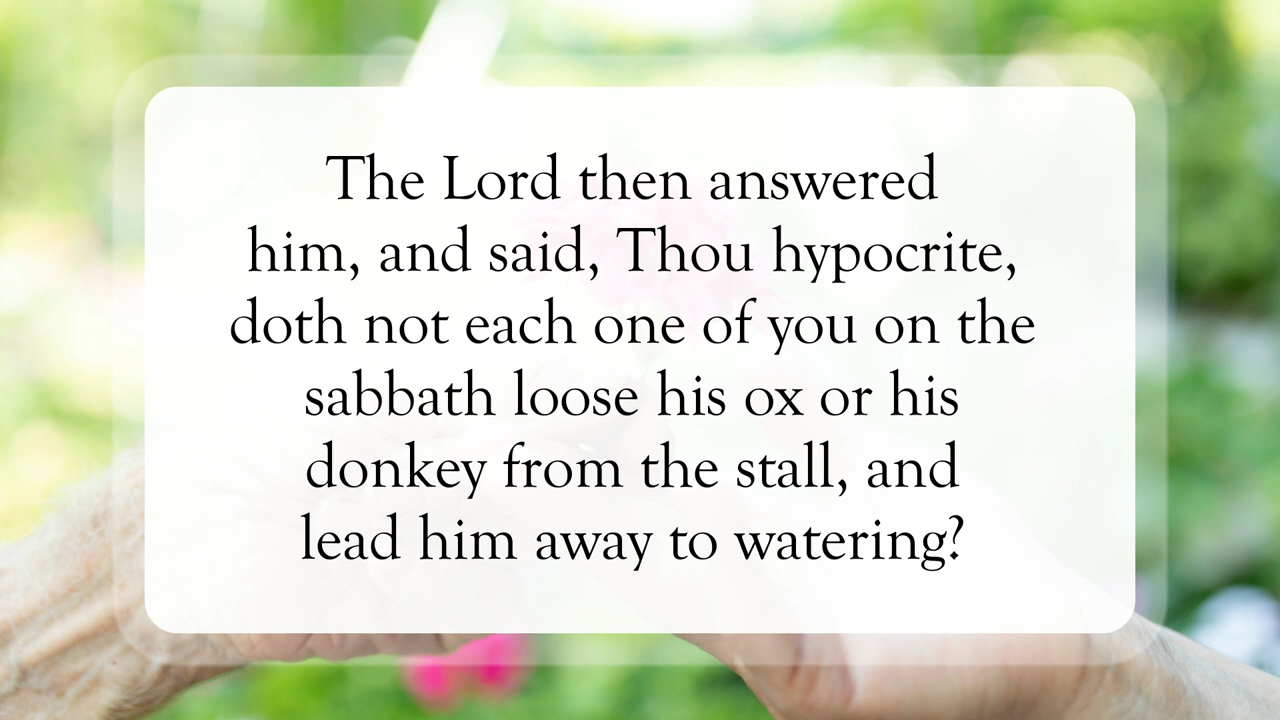 The Lord then answered
him, and said, Thou hypocrite,
doth not each one of you on the
sabbath loose his ox or his
donkey from the stall, and
lead him away to watering?